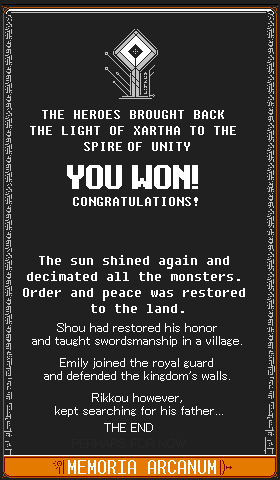 THE HEROES BROUGHT BACK
THE LIGHT OF XARTHA TO THE
SPIRE OF UNITY
YOU WON!
CONGRATULATIONS!
The sun shined again and
decimated all the monsters.
Order and peace was restored
to the land.
Shou had restored his honor
and taught swordsmanship in a village.
Emily joined the royal guard
and defended the kingdom's walls.
Rikkou however,
kept searching for his father...
THE END
PERHAPS FOR NOW
MEMORIA ARCANUM